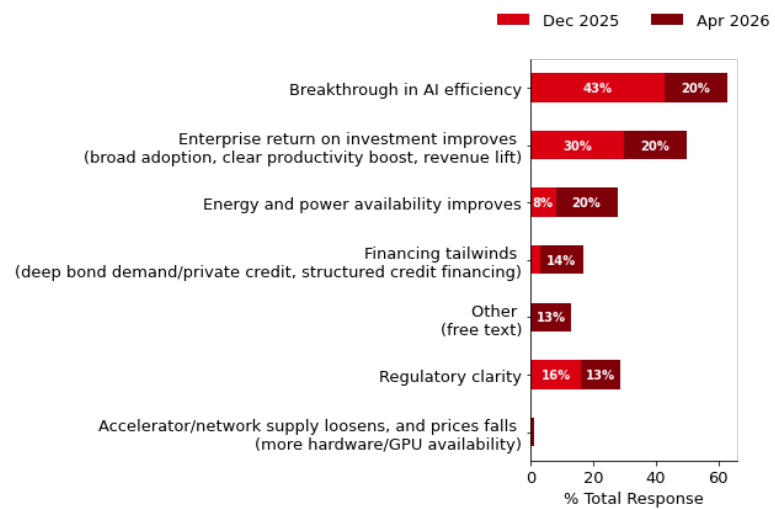 Dec 2025 Apr 2026
Breakthrough in AI efficiency 43% 20%
Enterprise return on investment improves
(broad adoption, clear productivity boost, revenue lift) 30% 20%
Energy and power availability improves 8% 20%
Financing tailwinds
(deep bond demand/private credit, structured credit financing) 14%
Other
(free text) 13%
Regulatory clarity 16% 13%
Accelerator/network supply loosens, and prices falls
(more hardware/GPU availability)
0 20 40 60
% Total Response